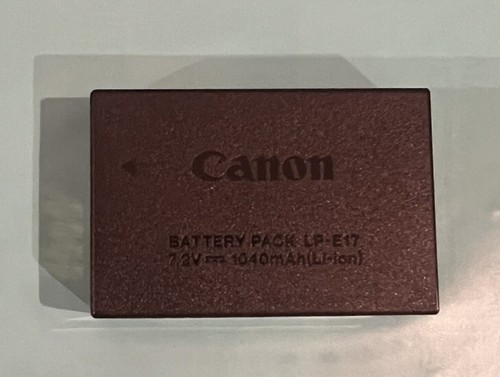 Canon
BATTERY PACK LP-E17
7.2V⎓1040mAh(Li-ion)